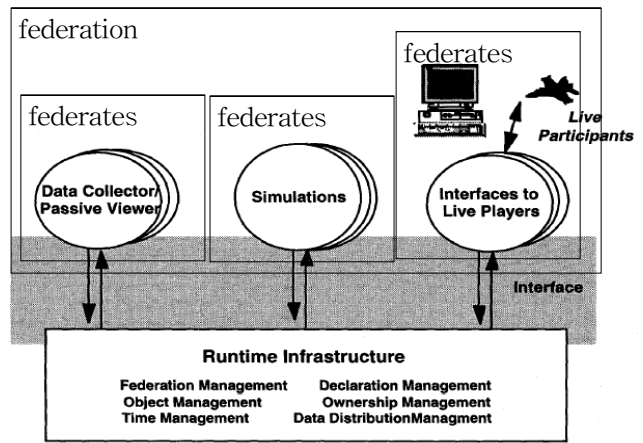 federation
federates
federates
federates
Live
Participants
Data Collector/
Passive Viewer
Simulations
Interfaces to
Live Players
Interface
Runtime Infrastructure
Federation Management Declaration Management
Object Management Ownership Management
Time Management Data DistributionManagment